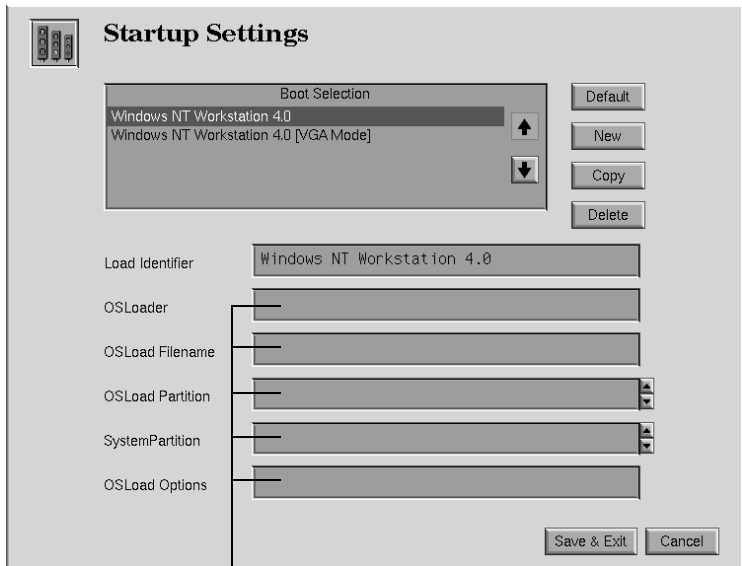 Startup Settings
Boot Selection
Windows NT Workstation 4.0
Windows NT Workstation 4.0 [VGA Mode]
Default
New
Copy
Delete
Load Identifier
Windows NT Workstation 4.0
OSLoader
OSLoad Filename
OSLoad Partition
SystemPartition
OSLoad Options
Save & Exit
Cancel